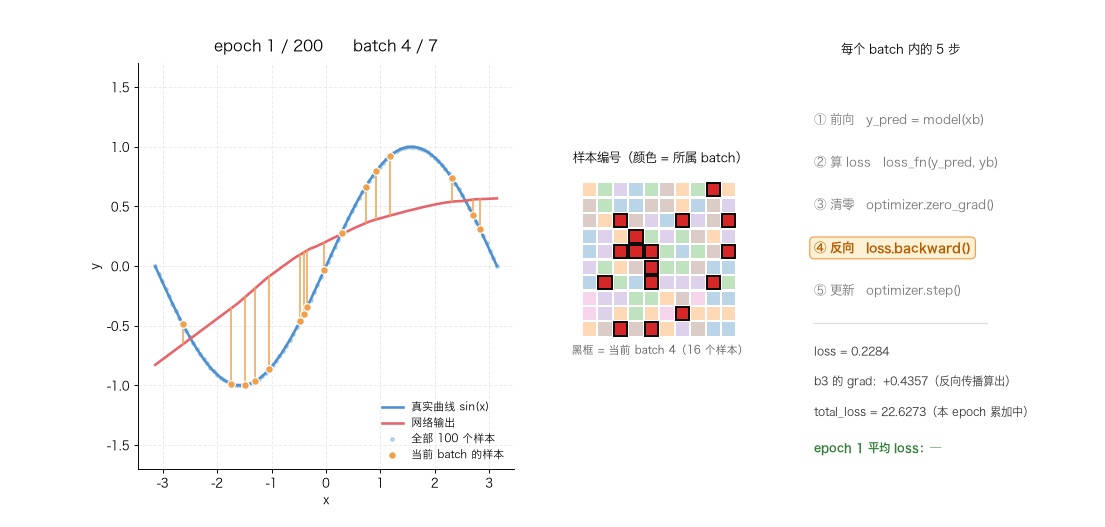 epoch 1 / 200 batch 4 / 7
1.5
1.0
0.5
0.0
-0.5
-1.0
-1.5
y
-3 -2 -1 0 1 2 3
x
真实曲线 sin(x)
网络输出
全部 100 个样本
当前 batch 的样本
样本编号（颜色 = 所属 batch）
黑框 = 当前 batch 4（16 个样本）
每个 batch 内的 5 步
① 前向 y_pred = model(xb)
② 算 loss loss_fn(y_pred, yb)
③ 清零 optimizer.zero_grad()
④ 反向 loss.backward()
⑤ 更新 optimizer.step()
loss = 0.2284
b3 的 grad: +0.4357（反向传播算出）
total_loss = 22.6273（本 epoch 累加中）
epoch 1 平均 loss: —